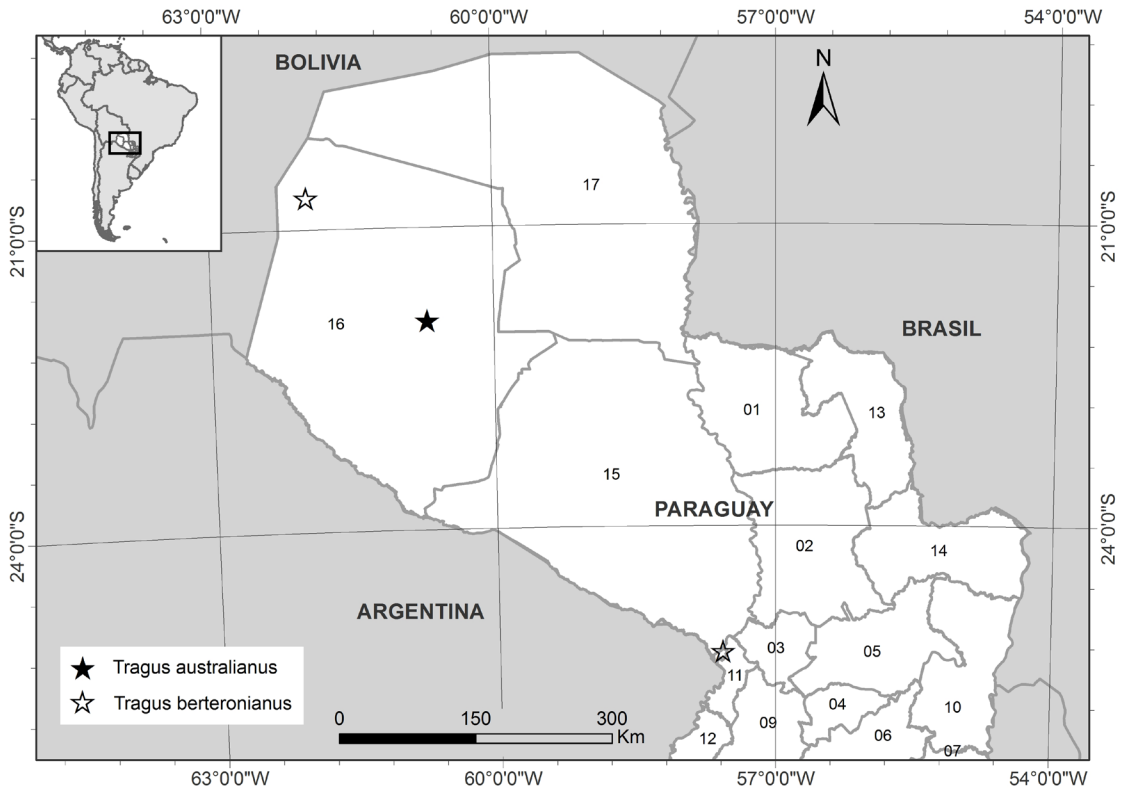 63°0'0"W 60°0'0"W 57°0'0"W 54°0'0"W
BOLIVIA
N
17
21°0'0"S
21°0'0"S
16
BRASIL
01
13
15
PARAGUAY
24°0'0"S
24°0'0"S
02
14
ARGENTINA
03
05
Tragus australianus
11
Tragus berteronianus
04
10
0 150 300
Km
09
12
06
07
63°0'0"W 60°0'0"W 57°0'0"W 54°0'0"W